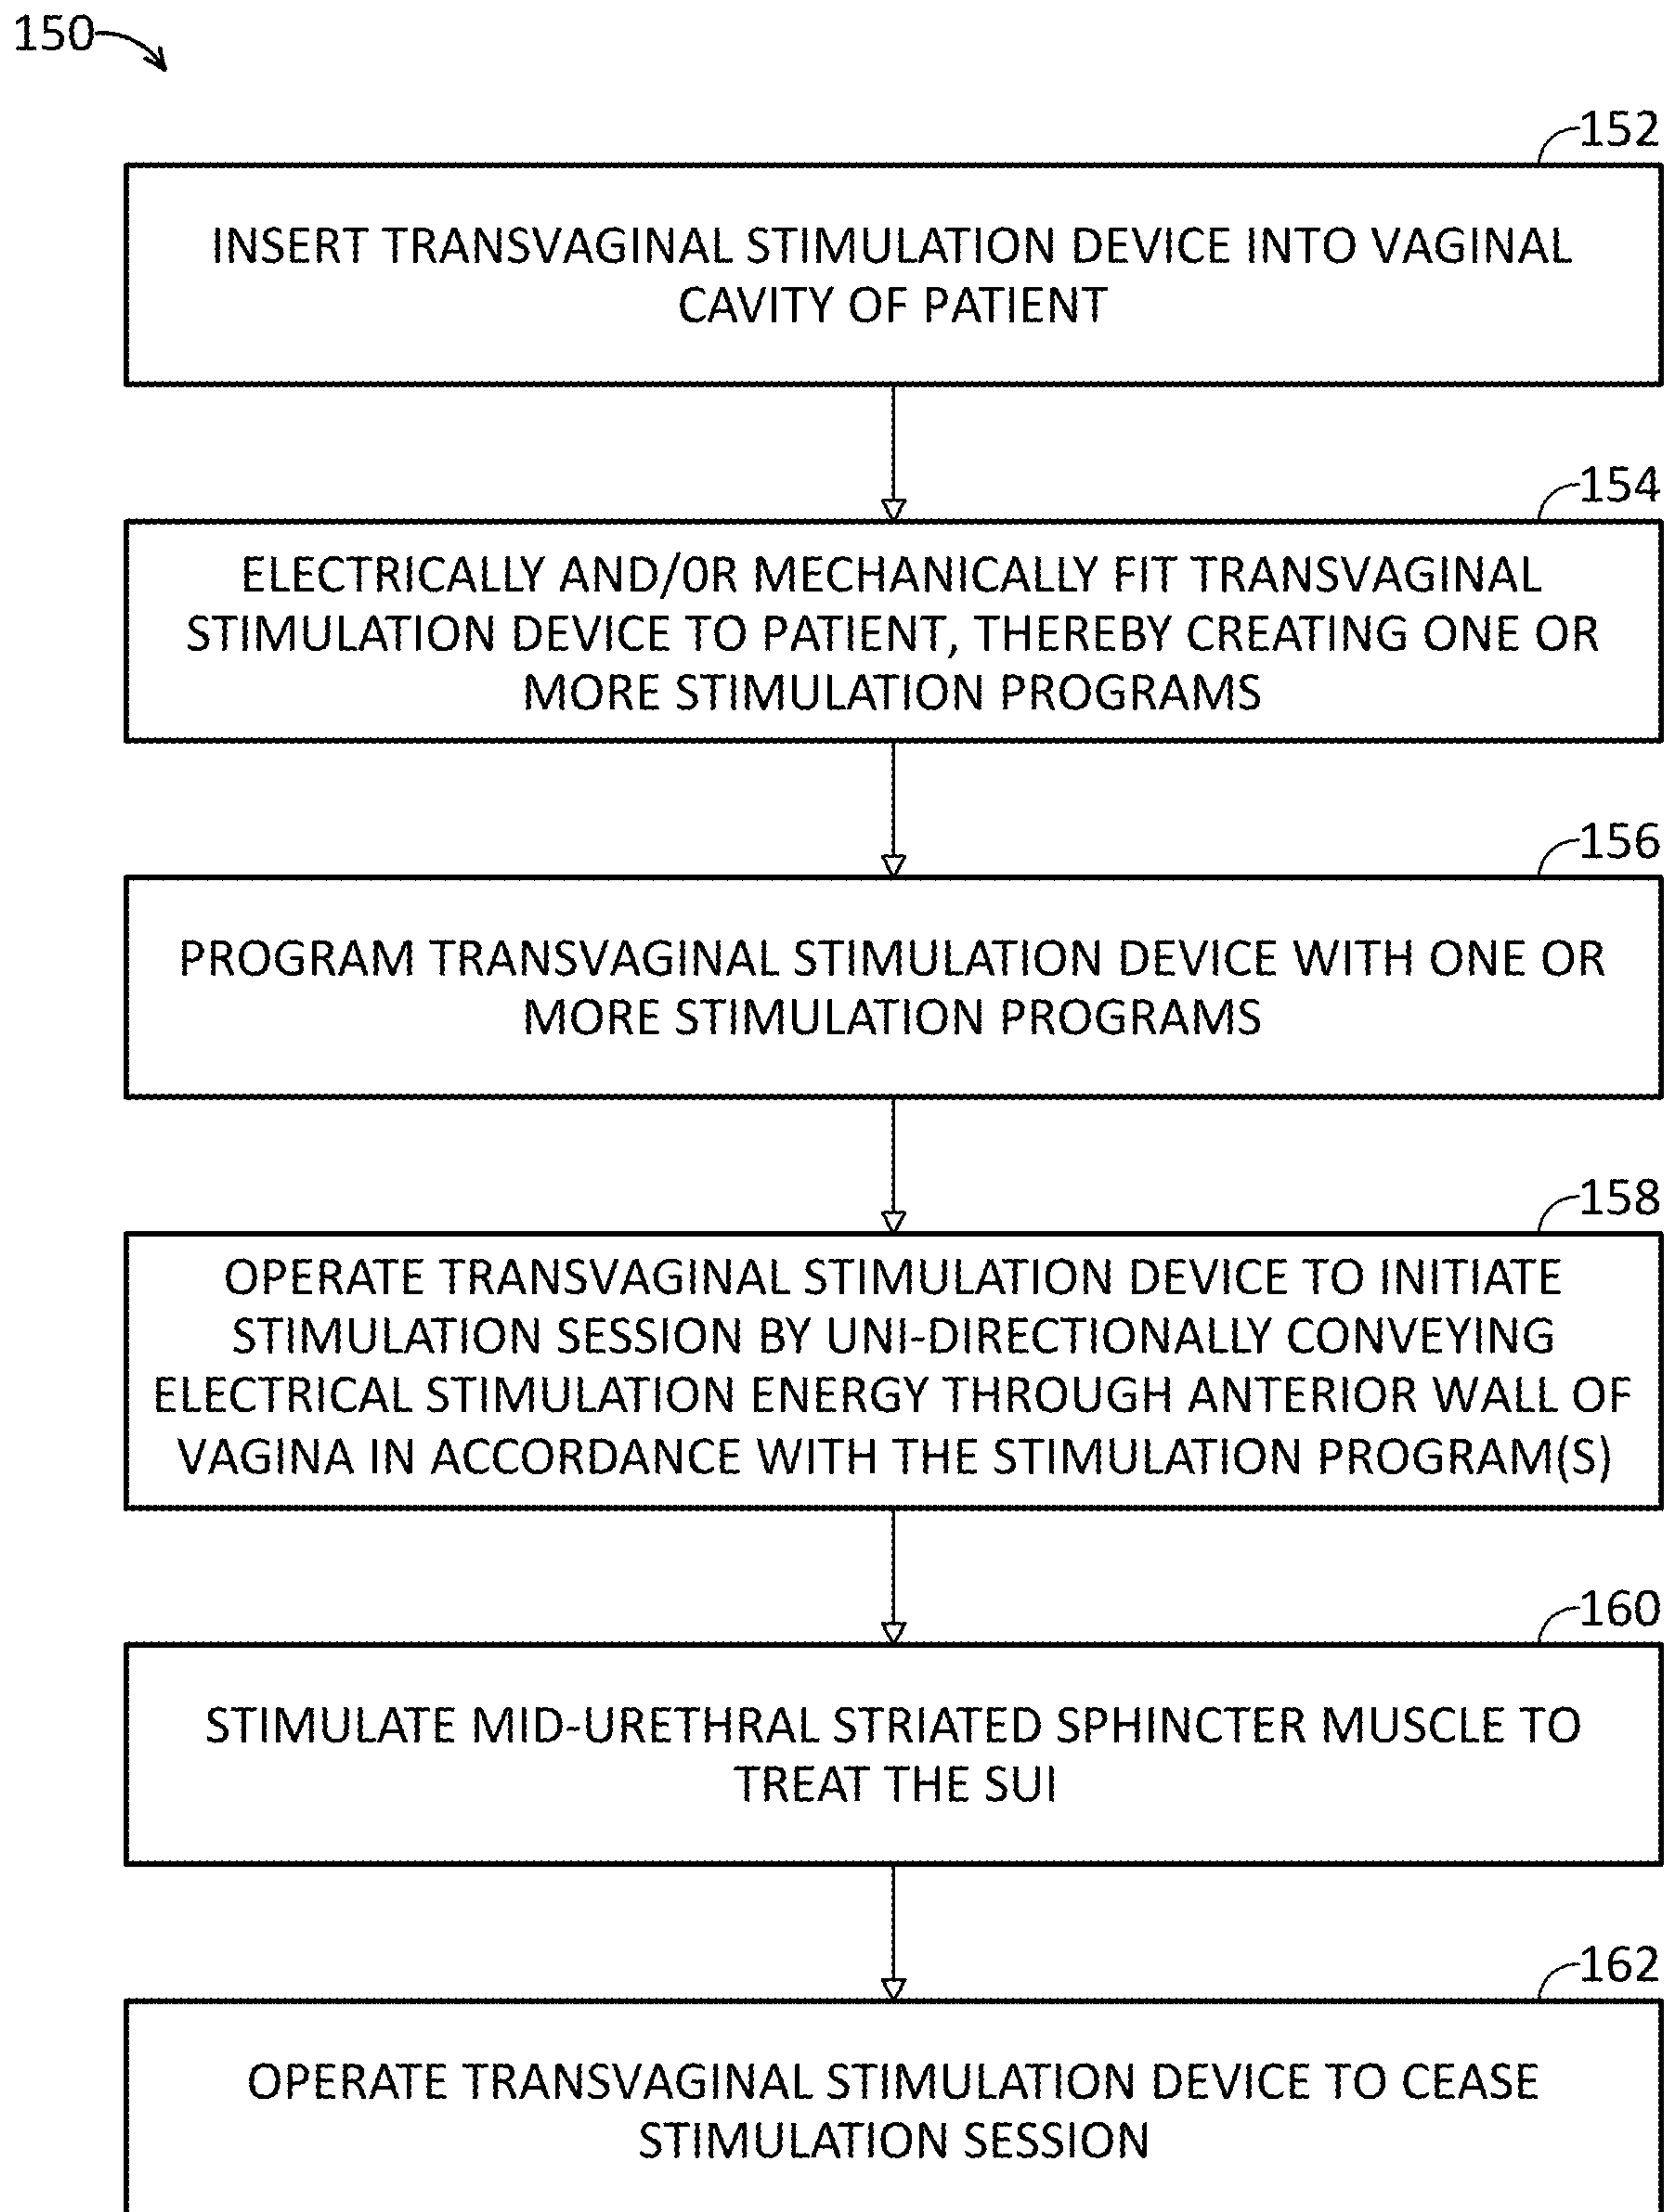 150
152
INSERT TRANSVAGINAL STIMULATION DEVICE INTO VAGINAL
CAVITY OF PATIENT
154
ELECTRICALLY AND/0R MECHANICALLY FIT TRANSVAGINAL
STIMULATION DEVICE TO PATIENT, THEREBY CREATING ONE OR
MORE STIMULATION PROGRAMS
156
PROGRAM TRANSVAGINAL STIMULATION DEVICE WITH ONE OR
MORE STIMULATION PROGRAMS
158
OPERATE TRANSVAGINAL STIMULATION DEVICE TO INITIATE
STIMULATION SESSION BY UNI-DIRECTIONALLY CONVEYING
ELECTRICAL STIMULATION ENERGY THROUGH ANTERIOR WALL OF
VAGINA IN ACCORDANCE WITH THE STIMULATION PROGRAM(S)
160
STIMULATE MID-URETHRAL STRIATED SPHINCTER MUSCLE TO
TREAT THE SUI
162
OPERATE TRANSVAGINAL STIMULATION DEVICE TO CEASE
STIMULATION SESSION